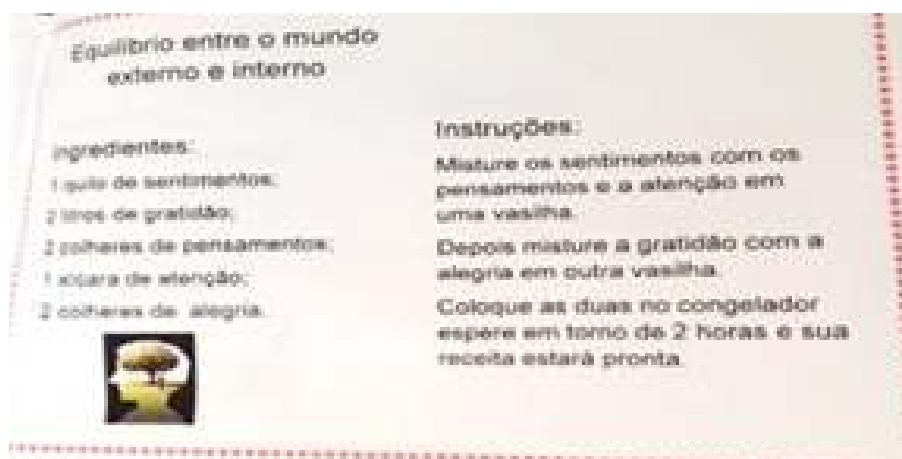 Equilíbrio entre o mundo
externo e interno
Ingredientes:
1 quilo de sentimentos;
2 litros de gratidão;
2 colheres de pensamentos;
1 xícara de atenção;
2 colheres de alegria.
Instruções:
Misture os sentimentos com os
pensamentos e a atenção em
uma vasilha.
Depois misture a gratidão com a
alegria em outra vasilha.
Coloque as duas no congelador
espere em torno de 2 horas e sua
receita estará pronta.